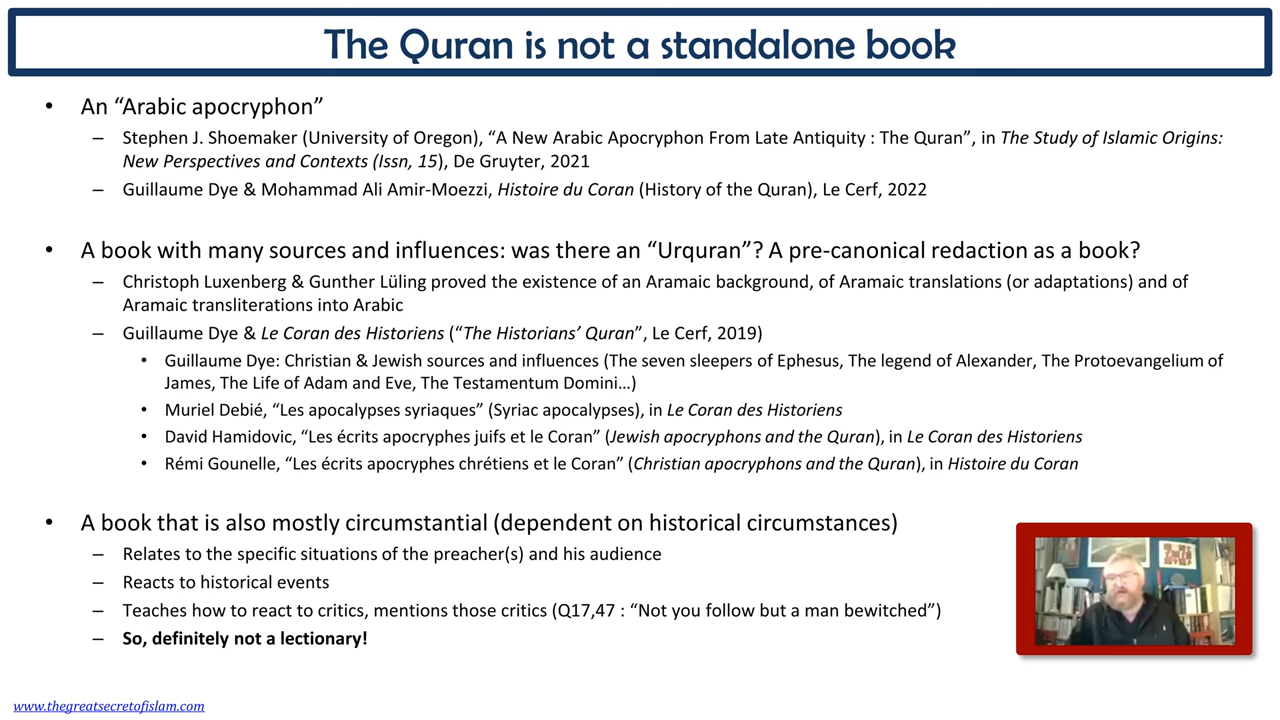 The Quran is not a standalone book
• An “Arabic apocryphon”
– Stephen J. Shoemaker (University of Oregon), “A New Arabic Apocryphon From Late Antiquity : The Quran”, in The Study of Islamic Origins:
New Perspectives and Contexts (Issn, 15), De Gruyter, 2021
– Guillaume Dye & Mohammad Ali Amir-Moezzi, Histoire du Coran (History of the Quran), Le Cerf, 2022
• A book with many sources and influences: was there an “Urquran”? A pre-canonical redaction as a book?
– Christoph Luxenberg & Gunther Lüling proved the existence of an Aramaic background, of Aramaic translations (or adaptations) and of
Aramaic transliterations into Arabic
– Guillaume Dye & Le Coran des Historiens (“The Historians’ Quran”, Le Cerf, 2019)
• Guillaume Dye: Christian & Jewish sources and influences (The seven sleepers of Ephesus, The legend of Alexander, The Protoevangelium of
James, The Life of Adam and Eve, The Testamentum Domini…)
• Muriel Debié, “Les apocalypses syriaques” (Syriac apocalypses), in Le Coran des Historiens
• David Hamidovic, “Les écrits apocryphes juifs et le Coran” (Jewish apocryphons and the Quran), in Le Coran des Historiens
• Rémi Gounelle, “Les écrits apocryphes chrétiens et le Coran” (Christian apocryphons and the Quran), in Histoire du Coran
• A book that is also mostly circumstantial (dependent on historical circumstances)
– Relates to the specific situations of the preacher(s) and his audience
– Reacts to historical events
– Teaches how to react to critics, mentions those critics (Q17,47 : “Not you follow but a man bewitched”)
– So, definitely not a lectionary!
www.thegreatsecretofislam.com